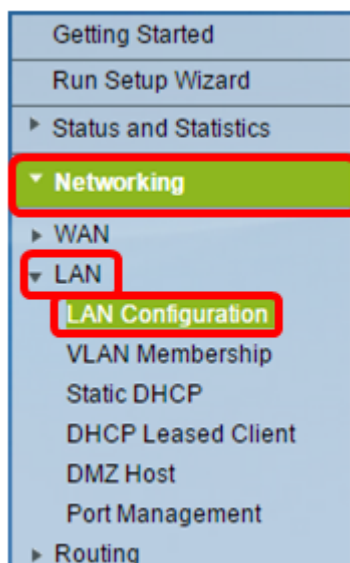 Getting Started
Run Setup Wizard
Status and Statistics
Networking
WAN
LAN
LAN Configuration
VLAN Membership
Static DHCP
DHCP Leased Client
DMZ Host
Port Management
Routing